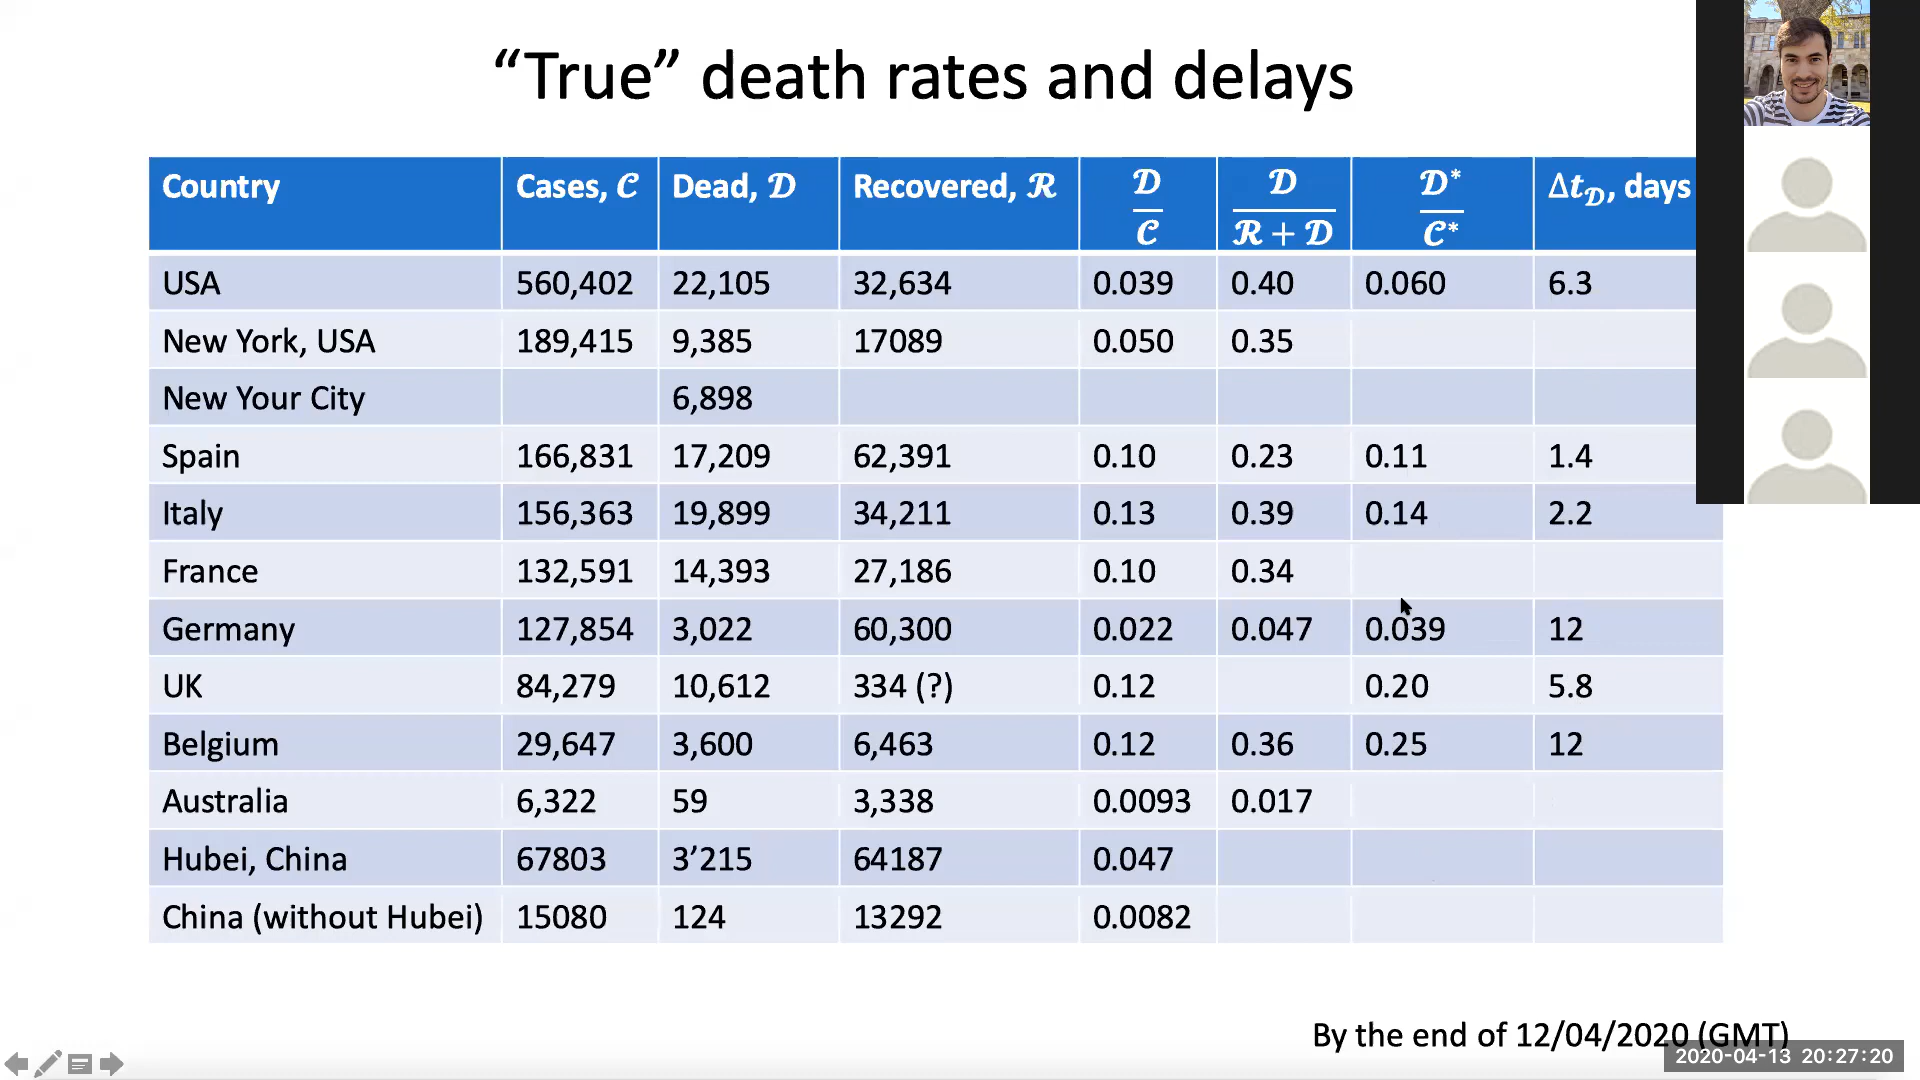 “True” death rates and delays
Country Cases, 𝒞 Dead, 𝒟 Recovered, ℛ 𝒟/𝒞 𝒟/(ℛ + 𝒟) 𝒟*/𝒞* Δt𝒟, days
USA 560,402 22,105 32,634 0.039 0.40 0.060 6.3
New York, USA 189,415 9,385 17089 0.050 0.35
New Your City 6,898
Spain 166,831 17,209 62,391 0.10 0.23 0.11 1.4
Italy 156,363 19,899 34,211 0.13 0.39 0.14 2.2
France 132,591 14,393 27,186 0.10 0.34
Germany 127,854 3,022 60,300 0.022 0.047 0.039 12
UK 84,279 10,612 334 (?) 0.12 0.20 5.8
Belgium 29,647 3,600 6,463 0.12 0.36 0.25 12
Australia 6,322 59 3,338 0.0093 0.017
Hubei, China 67803 3’215 64187 0.047
China (without Hubei) 15080 124 13292 0.0082
By the end of 12/04/2020 (GMT)
2020-04-13 20:27:20